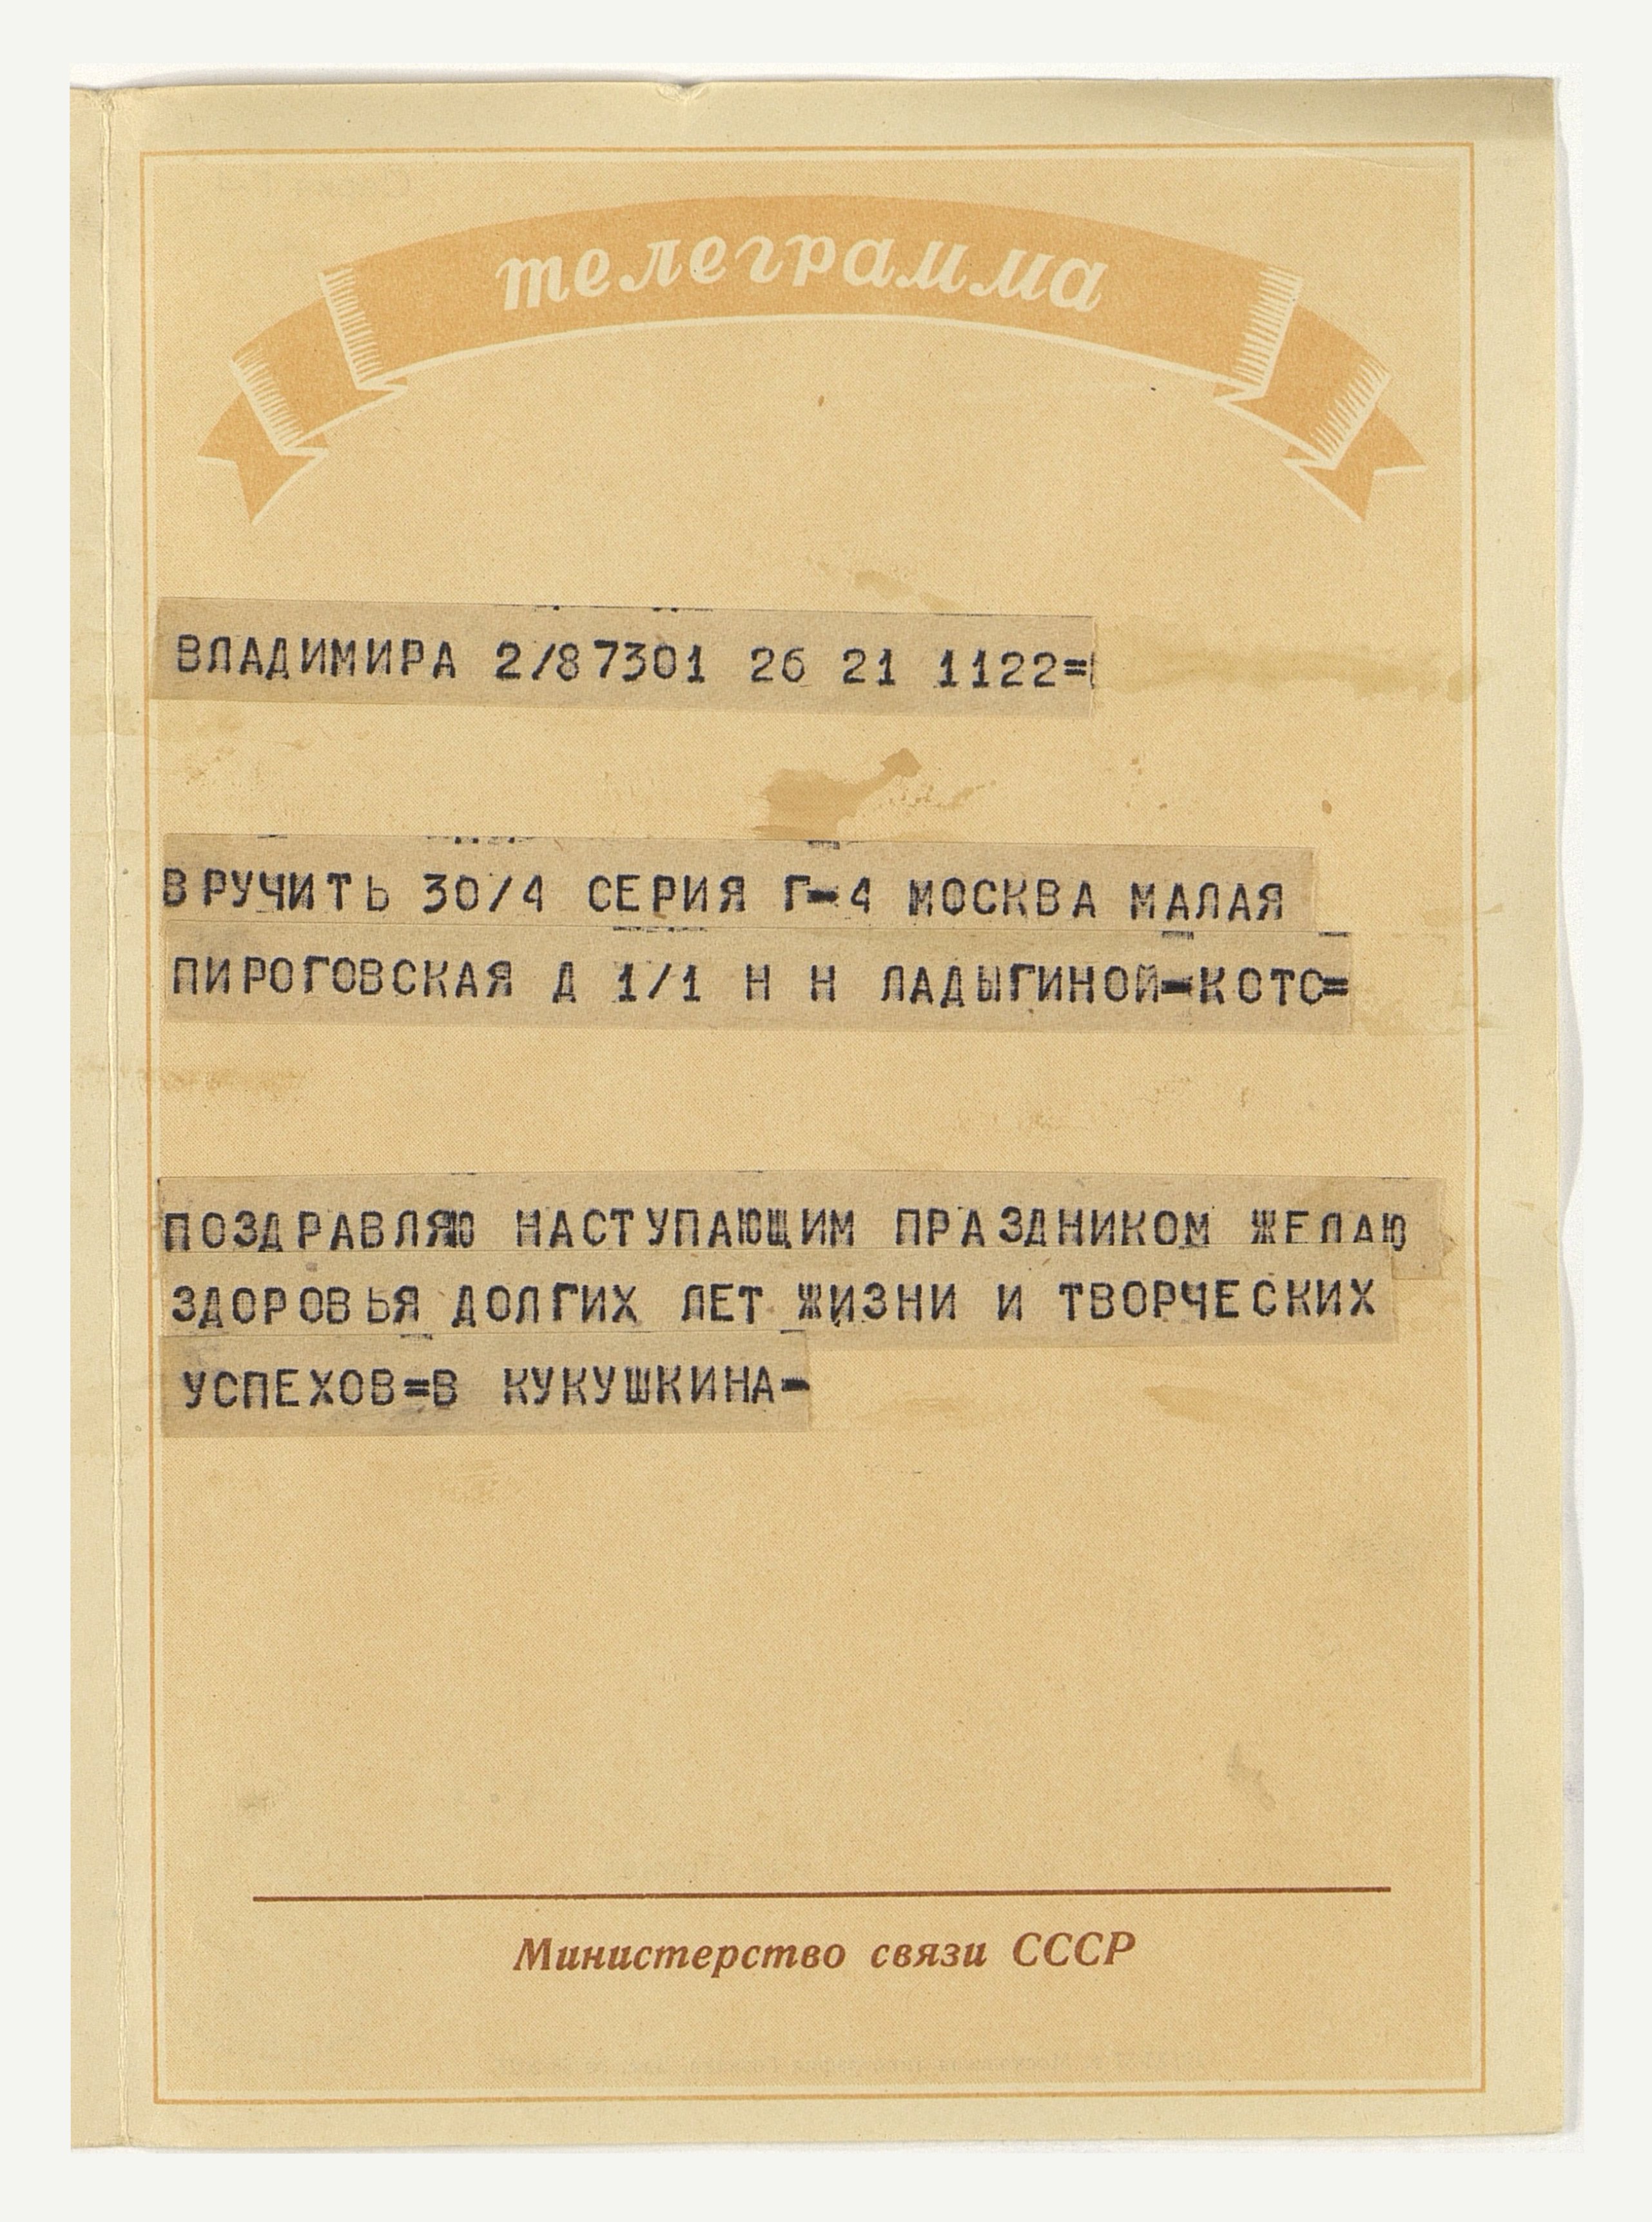 телеграмма
ВЛАДИМИРА 2/87301 26 21 1122=
ВРУЧИТЬ 30/4 СЕРИЯ Г-4 МОСКВА МАЛАЯ
ПИРОГОВСКАЯ Д 1/1 Н Н ЛАДЫГИНОЙ-КОТС=
ПОЗДРАВЛЯЮ НАСТУПАЮЩИМ ПРАЗДНИКОМ ЖЕЛАЮ
ЗДОРОВЬЯ ДОЛГИХ ЛЕТ ЖИЗНИ И ТВОРЧЕСКИХ
УСПЕХОВ=В КУКУШКИНА-
Министерство связи СССР